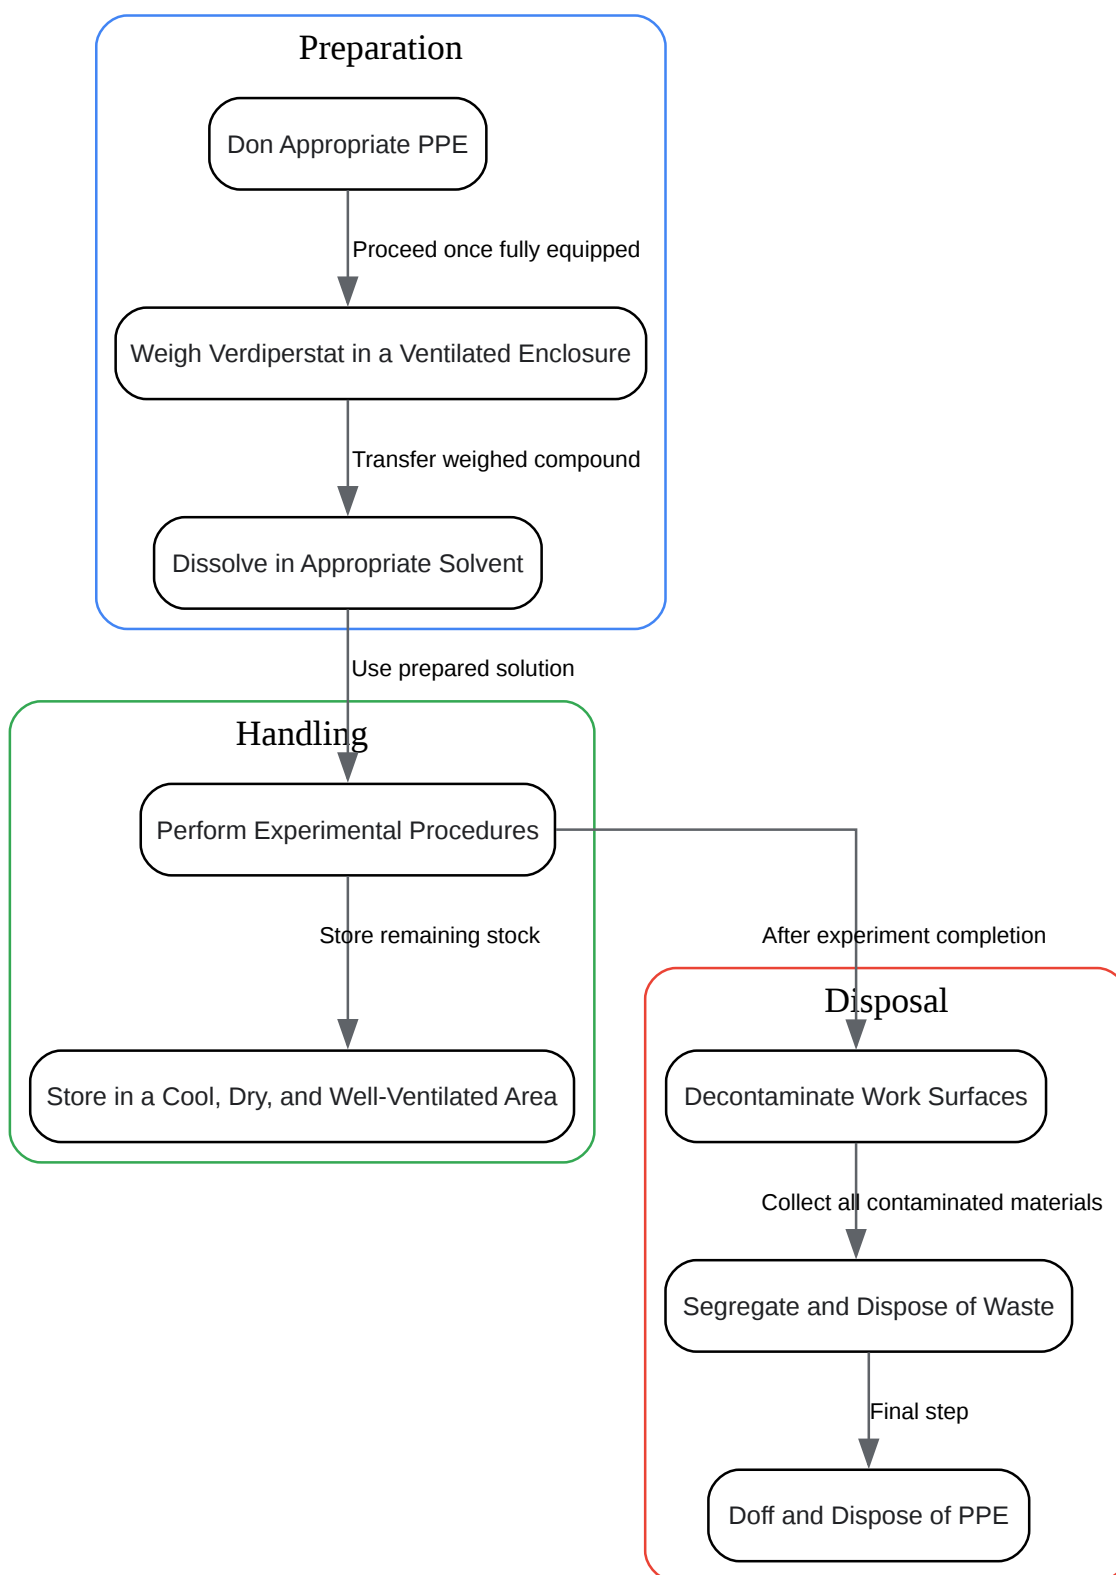 Preparation
Don Appropriate PPE
Proceed once fully equipped
Weigh Verdiperstat in a Ventilated Enclosure
Transfer weighed compound
Dissolve in Appropriate Solvent
Use prepared solution
Handling
Perform Experimental Procedures
Store remaining stock
After experiment completion
Disposal
Store in a Cool, Dry, and Well-Ventilated Area
Decontaminate Work Surfaces
Collect all contaminated materials
Segregate and Dispose of Waste
Final step
Doff and Dispose of PPE